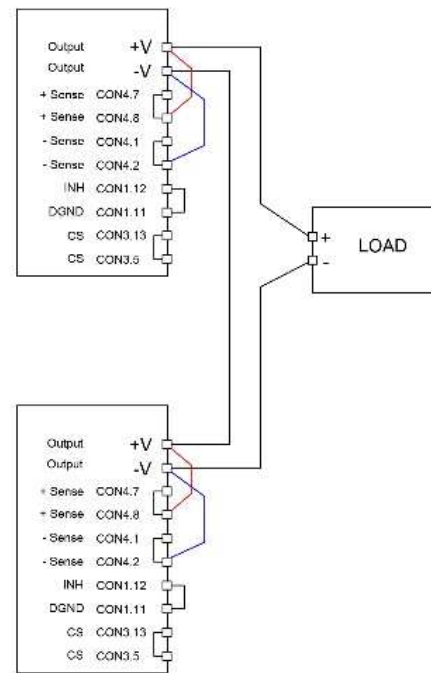 Output +V
Output -V
+ Sense CON4.7
+ Sense CON4.8
- Sense CON4.1
- Sense CON4.2
INH CON1.12
DGND CON1.11
CS CON3.13
CS CON3.5
+ LOAD
-
Output +V
Output -V
+ Sense CON4.7
+ Sense CON4.8
- Sense CON4.1
- Sense CON4.2
INH CON1.12
DGND CON1.11
CS CON3.13
CS CON3.5